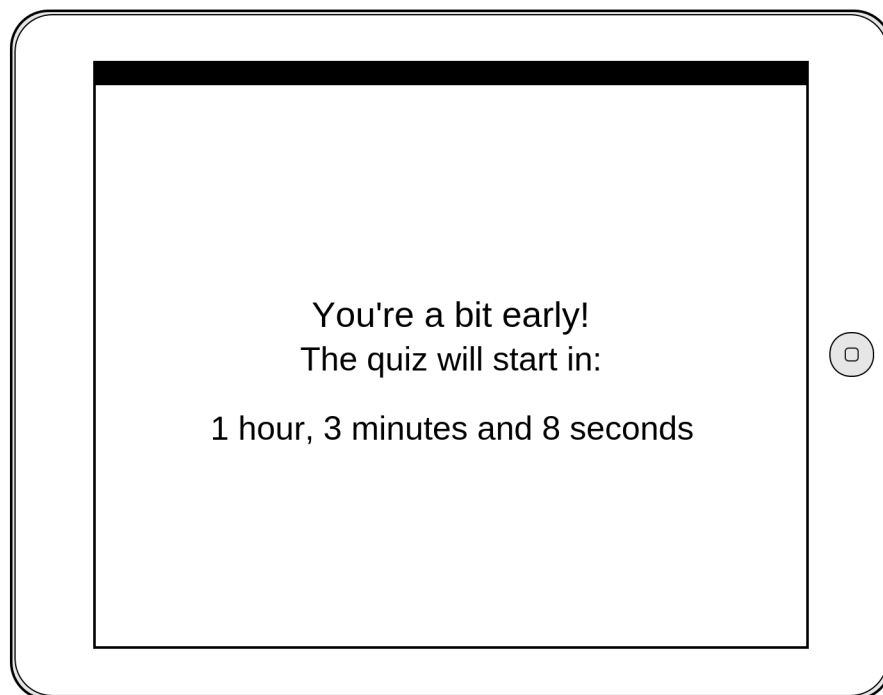 You're a bit early!
The quiz will start in:
1 hour, 3 minutes and 8 seconds